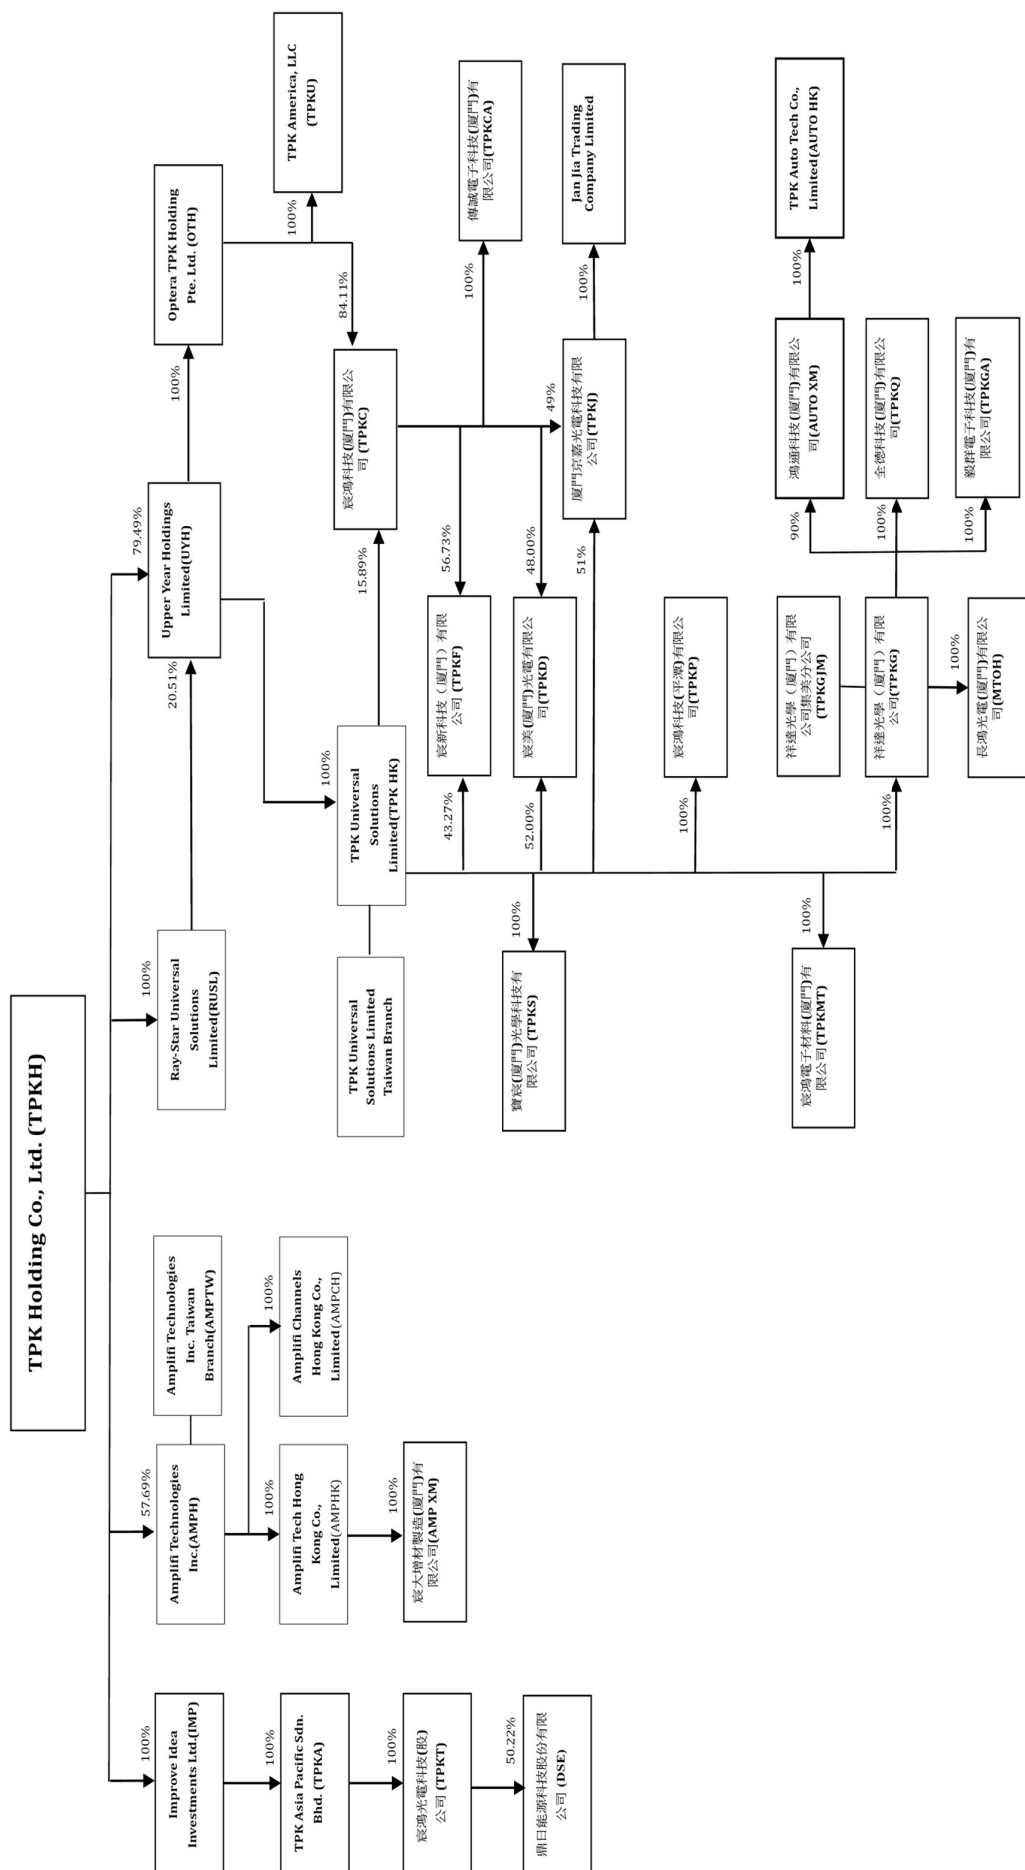 TPK Holding Co., Ltd. (TPKH)
100%
57.69%
100%
79.49%
Improve Idea
Investments Ltd.(IMP)
Amplifi Technologies
Inc.(AMPH)
Amplifi Technologies
Inc. Taiwan
Branch(AMPTW)
Ray-Star Universal
Solutions
Limited(RUSL)
20.51%
Upper Year Holdings
Limited(UYH)
100%
Optera TPK Holding
Pte. Ltd. (OTH)
100%
TPK Asia Pacific Sdn.
Bhd. (TPKA)
100%
Amplifi Tech Hong
Kong Co.,
Limited(AMPHK)
100%
Amplifi Channels
Hong Kong Co.,
Limited(AMPCH)
100%
TPK America, LLC
(TPKU)
TPK Universal
Solutions Limited
Taiwan Branch
100%
TPK Universal
Solutions
Limited(TPK HK)
15.89%
宸鴻科技(廈門)有限公
司 (TPKC)
84.11%
100%
宸鴻光電科技(股)
公司 (TPKT)
100%
宸大增材製造(廈門)有
限公司(AMP XM)
43.27%
宸新科技（廈門）有限
公司 (TPKF)
56.73%
100%
傳誠電子科技(廈門)有
限公司(TPKCA)
50.22%
鼎日能源科技股份有限
公司 (DSE)
100%
寶宸(廈門)光學科技有
限公司 (TPKS)
52.00%
宸美(廈門)光電有限公
司(TPKD)
48.00%
51%
49%
廈門京嘉光電科技有限
公司(TPKJ)
100%
Jan Jia Trading
Company Limited
100%
宸鴻科技(平潭)有限公
司(TPKP)
100%
宸鴻電子材料(廈門)有
限公司(TPKMT)
祥達光學（廈門）有限
公司集美分公司
(TPKGJM)
90%
鴻通科技(廈門)有限公
司(AUTO XM)
100%
TPK Auto Tech Co.,
Limited(AUTO HK)
100%
祥達光學（廈門）有限
公司(TPKG)
100%
全德科技(廈門)有限公
司(TPKQ)
100%
長鴻光電(廈門)有限公
司(MTOH)
100%
毅群電子科技(廈門)有
限公司(TPKGA)